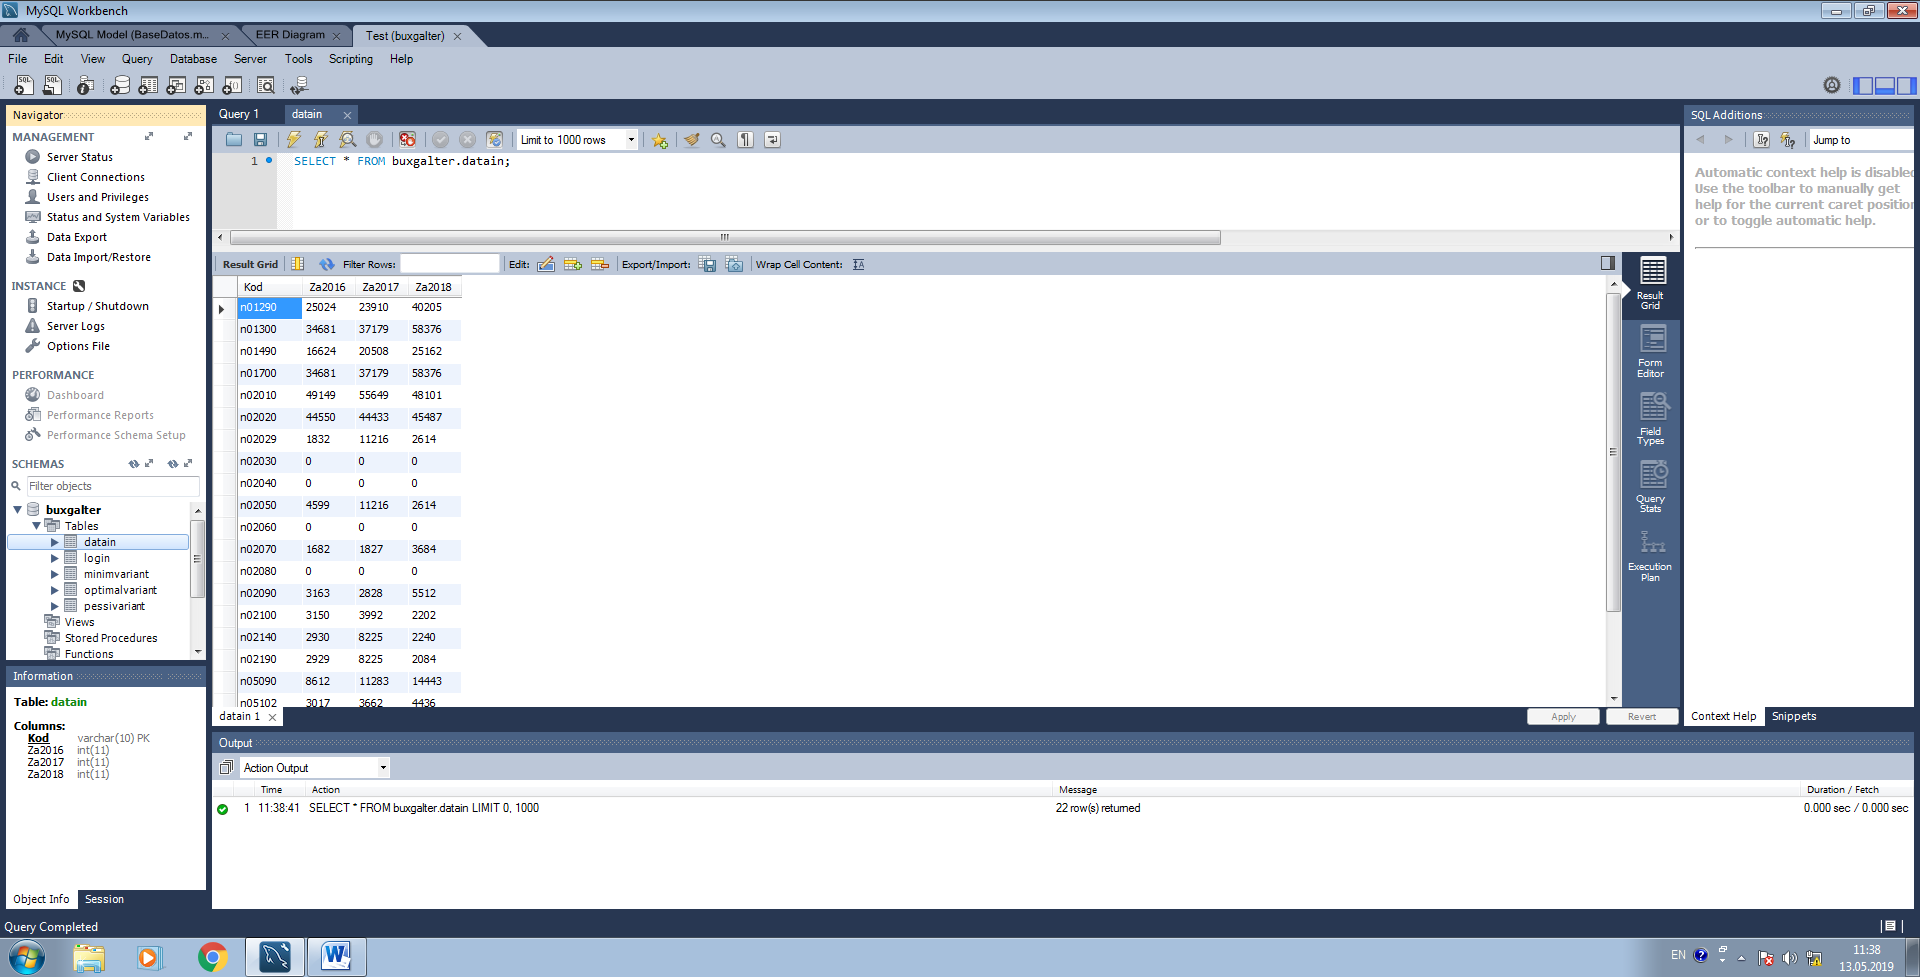 MySQL Workbench
MySQL Model (BaseDatos.m...
EER Diagram
Test (buxgalter)
File Edit View Query Database Server Tools Scripting Help
Navigator
MANAGEMENT
Server Status
Client Connections
Users and Privileges
Status and System Variables
Data Export
Data Import/Restore
INSTANCE
Startup / Shutdown
Server Logs
Options File
PERFORMANCE
Dashboard
Performance Reports
Performance Schema Setup
SCHEMAS
Filter objects
buxgalter
Tables
datain
login
minimvariant
optimalvariant
pessivariant
Views
Stored Procedures
Functions
Information
Table: datain
Columns:
Kod varchar(10) PK
Za2016 int(11)
Za2017 int(11)
Za2018 int(11)
Object Info Session
Query 1 datain
Limit to 1000 rows
1 SELECT * FROM buxgalter.datain;
Result Grid Filter Rows: Edit: Export/Import: Wrap Cell Content:
Kod Za2016 Za2017 Za2018
n01290 25024 23910 40205
n01300 34681 37179 58376
n01490 16624 20508 25162
n01700 34681 37179 58376
n02010 49149 55649 48101
n02020 44550 44433 45487
n02029 1832 11216 2614
n02030 0 0 0
n02040 0 0 0
n02050 4599 11216 2614
n02060 0 0 0
n02070 1682 1827 3684
n02080 0 0 0
n02090 3163 2828 5512
n02100 3150 3992 2202
n02140 2930 8225 2240
n02190 2929 8225 2084
n05090 8612 11283 14443
n05102 3017 3662 4436
Result
Grid
Form
Editor
Field
Types
Query
Stats
Execution
Plan
datain 1
Apply Revert
SQL Additions
Jump to
Automatic context help is disabled
Use the toolbar to manually get
help for the current caret position
or to toggle automatic help.
Context Help Snippets
Output
Action Output
Time Action Message Duration / Fetch
1 11:38:41 SELECT * FROM buxgalter.datain LIMIT 0, 1000 22 row(s) returned 0.000 sec / 0.000 sec
Query Completed
EN
11:38
13.05.2019